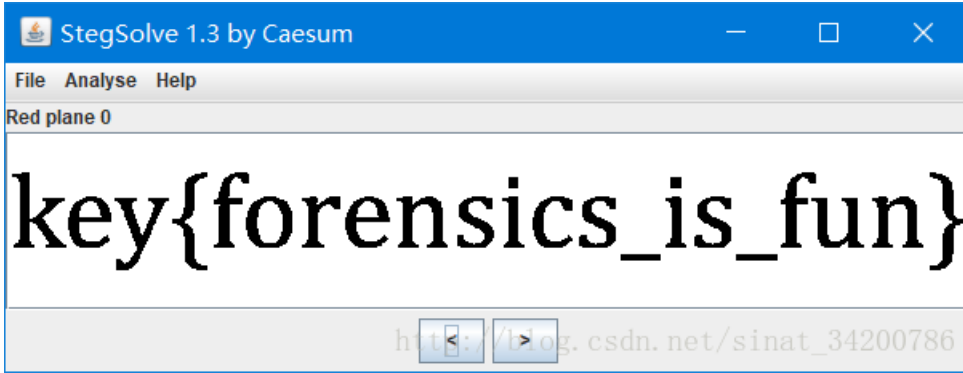 StegSolve 1.3 by Caesum
File Analyse Help
Red plane 0
key{forensics_is_fun}
< >
http://blog.csdn.net/sinat_34200786